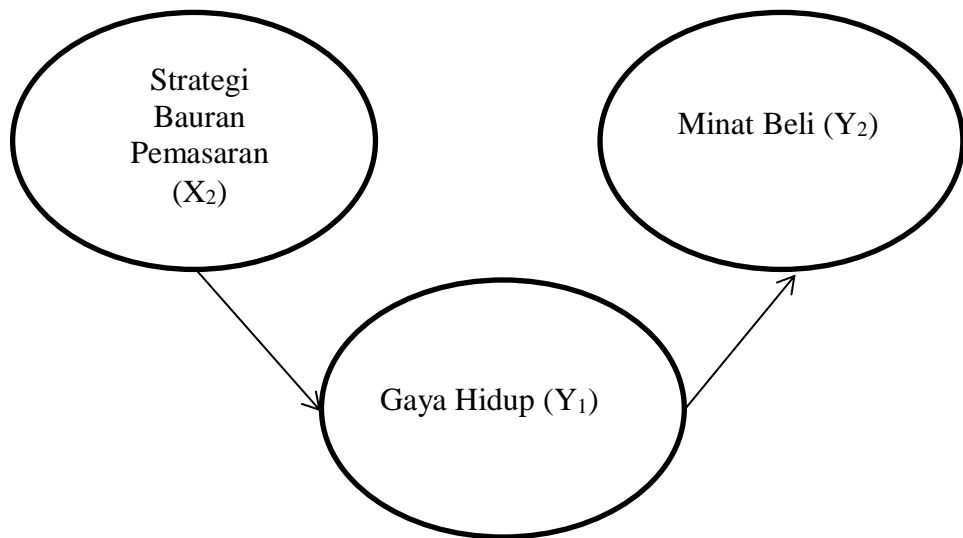 Strategi
Bauran
Pemasaran
(X₂)
Minat Beli (Y₂)
Gaya Hidup (Y₁)